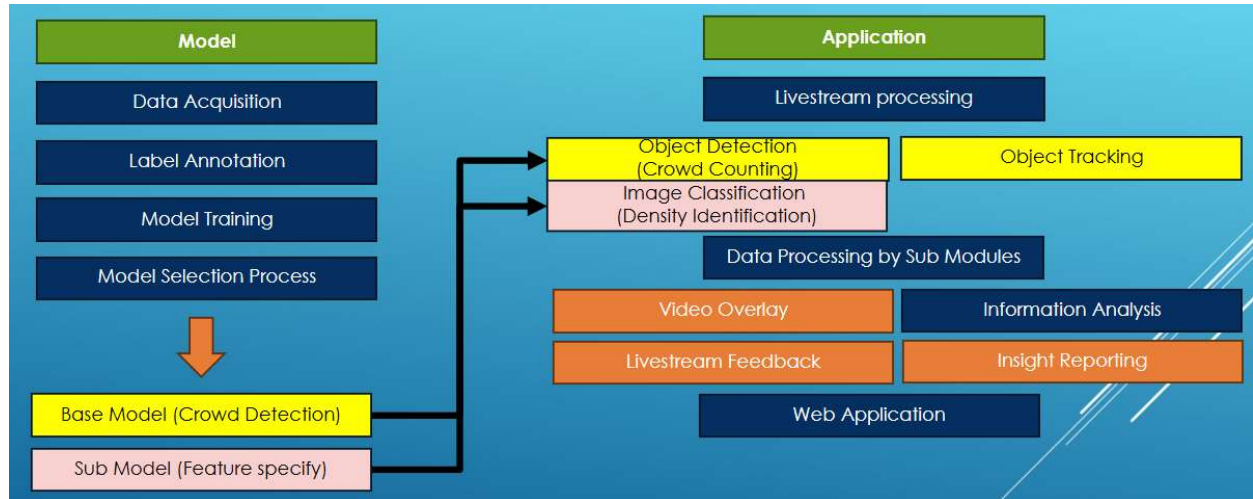 Model
Data Acquisition
Label Annotation
Model Training
Model Selection Process
Base Model (Crowd Detection)
Sub Model (Feature specify)
Application
Livestream processing
Object Detection
(Crowd Counting)
Object Tracking
Image Classification
(Density Identification)
Data Processing by Sub Modules
Video Overlay
Information Analysis
Livestream Feedback
Insight Reporting
Web Application